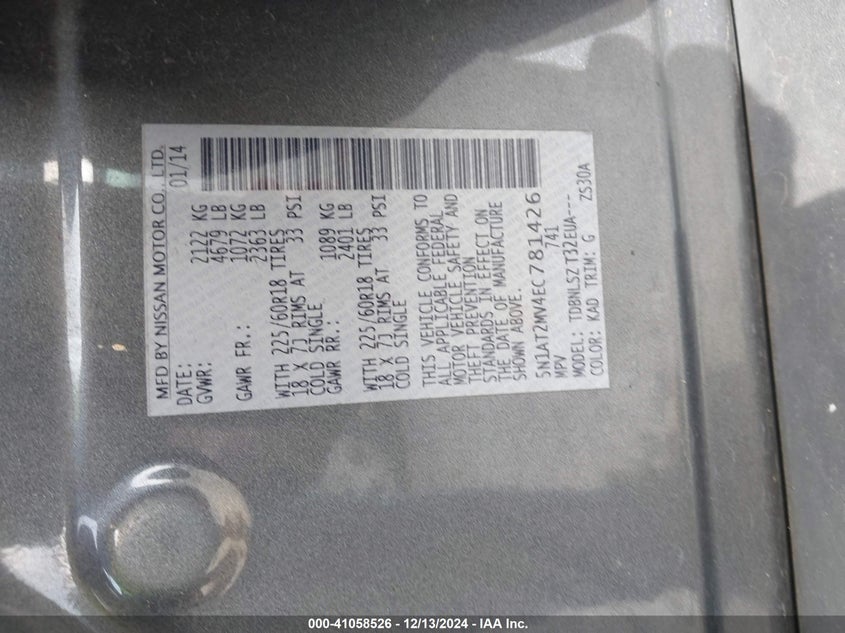 MFD BY NISSAN MOTOR CO., LTD.
DATE: 01/14
GVWR: 2122 KG
4679 LB
GAWR FR.: 1072 KG
2363 LB
WITH 225/60R18 TIRES
18 X 7J RIMS AT 33 PSI
COLD SINGLE
GAWR RR.: 1089 KG
2401 LB
WITH 225/60R18 TIRES
18 X 7J RIMS AT 33 PSI
COLD SINGLE
THIS VEHICLE CONFORMS TO
ALL APPLICABLE FEDERAL
MOTOR VEHICLE SAFETY AND
THEFT PREVENTION
STANDARDS IN EFFECT ON
THE DATE OF MANUFACTURE
SHOWN ABOVE.
5N1AT2MV4EC781426
MPV 741
MODEL: TDBNLSZT32EUA---
COLOR: KAD TRIM: G ZS30A
000-41058526 - 12/13/2024 - IAA Inc.